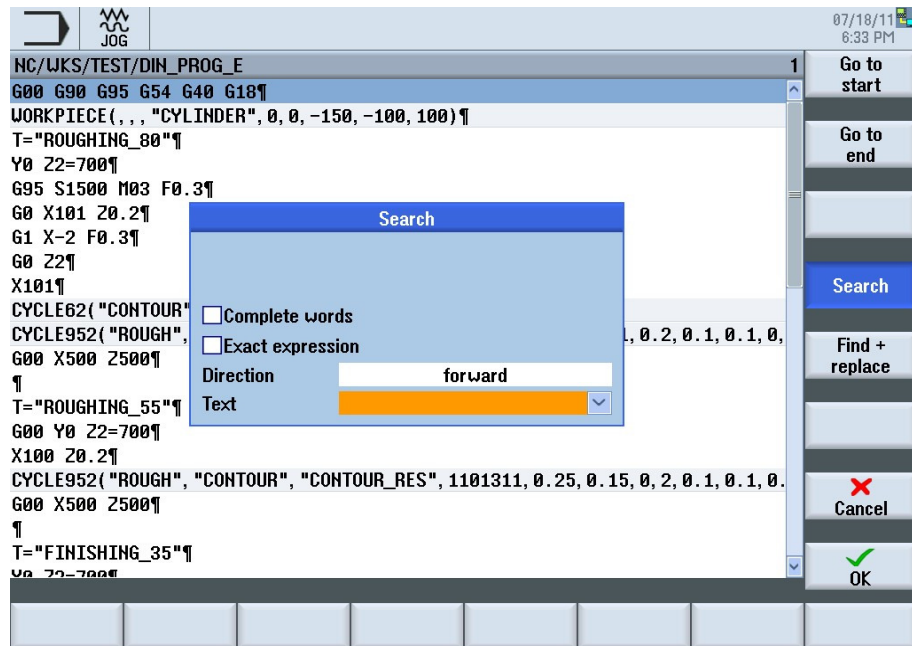 JOG
07/18/11
6:33 PM
NC/WKS/TEST/DIN_PROG_E 1
G00 G90 G95 G54 G40 G18¶
WORKPIECE(,,,"CYLINDER",0,0,-150,-100,100)¶
T="ROUGHING_80"¶
Y0 Z2=700¶
G95 S1500 M03 F0.3¶
G0 X101 Z0.2¶
G1 X-2 F0.3¶
G0 Z2¶
X101¶
CYCLE62("CONTOUR"
CYCLE952("ROUGH", 0.2,0.1,0.1,0,
G00 X500 Z500¶
¶
T="ROUGHING_55"¶
G00 Y0 Z2=700¶
X100 Z0.2¶
CYCLE952("ROUGH","CONTOUR","CONTOUR_RES",1101311,0.25,0.15,0,2,0.1,0.1,0.
G00 X500 Z500¶
¶
T="FINISHING_35"¶
Y0 Z2=700¶
Search
Complete words
Exact expression
Direction forward
Text
Go to
start
Go to
end
Search
Find +
replace
Cancel
OK